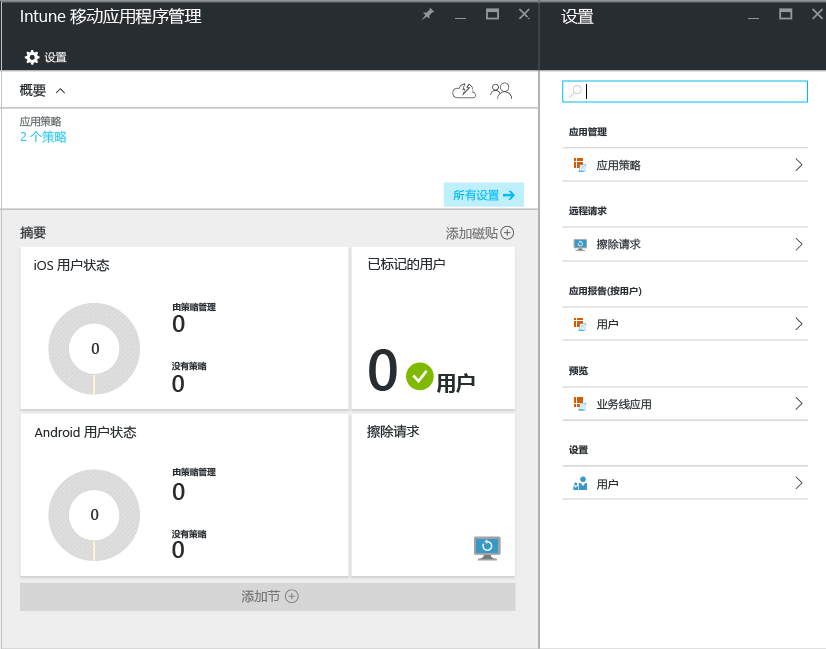 Intune 移动应用程序管理
设置
概要
应用策略
2 个策略
所有设置
摘要
添加磁贴
iOS 用户状态
0
由策略管理
0
没有策略
0
已标记的用户
0 用户
Android 用户状态
0
由策略管理
0
没有策略
0
擦除请求
添加节
设置
应用管理
应用策略
远程请求
擦除请求
应用报告(按用户)
用户
预览
业务线应用
设置
用户